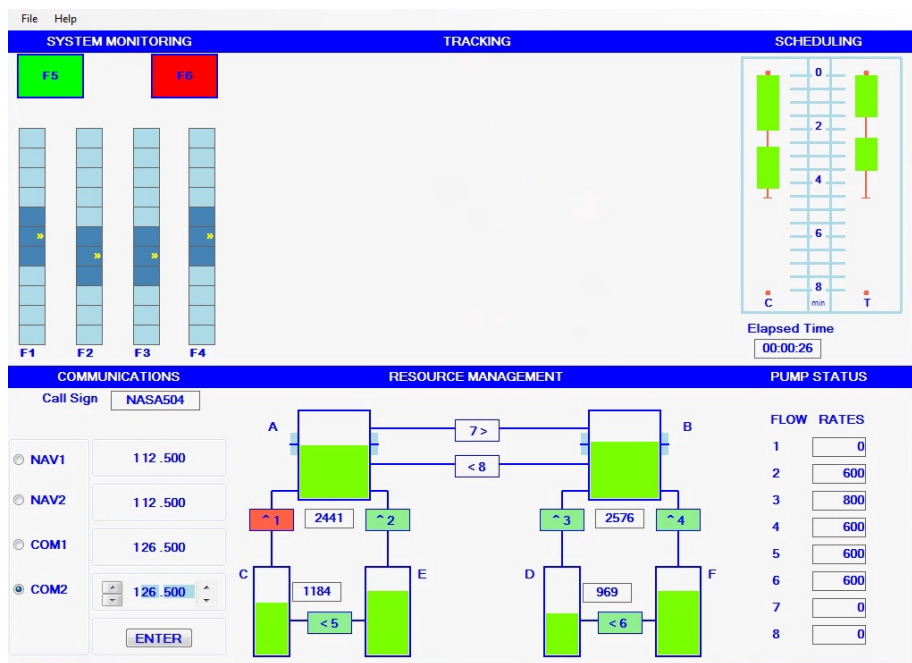 File Help
SYSTEM MONITORING
TRACKING
SCHEDULING
F5
F6
F1
F2
F3
F4
0
2
4
6
8
C
min
T
Elapsed Time
00:00:26
COMMUNICATIONS
RESOURCE MANAGEMENT
PUMP STATUS
Call Sign NASA504
NAV1 112 .500
NAV2 112 .500
COM1 126 .500
COM2 126 .500
ENTER
A
7 >
B
< 8
^ 1
2441
^ 2
^ 3
2576
^ 4
C
1184
E
< 5
D
969
F
< 6
FLOW RATES
1 0
2 600
3 800
4 600
5 600
6 600
7 0
8 0